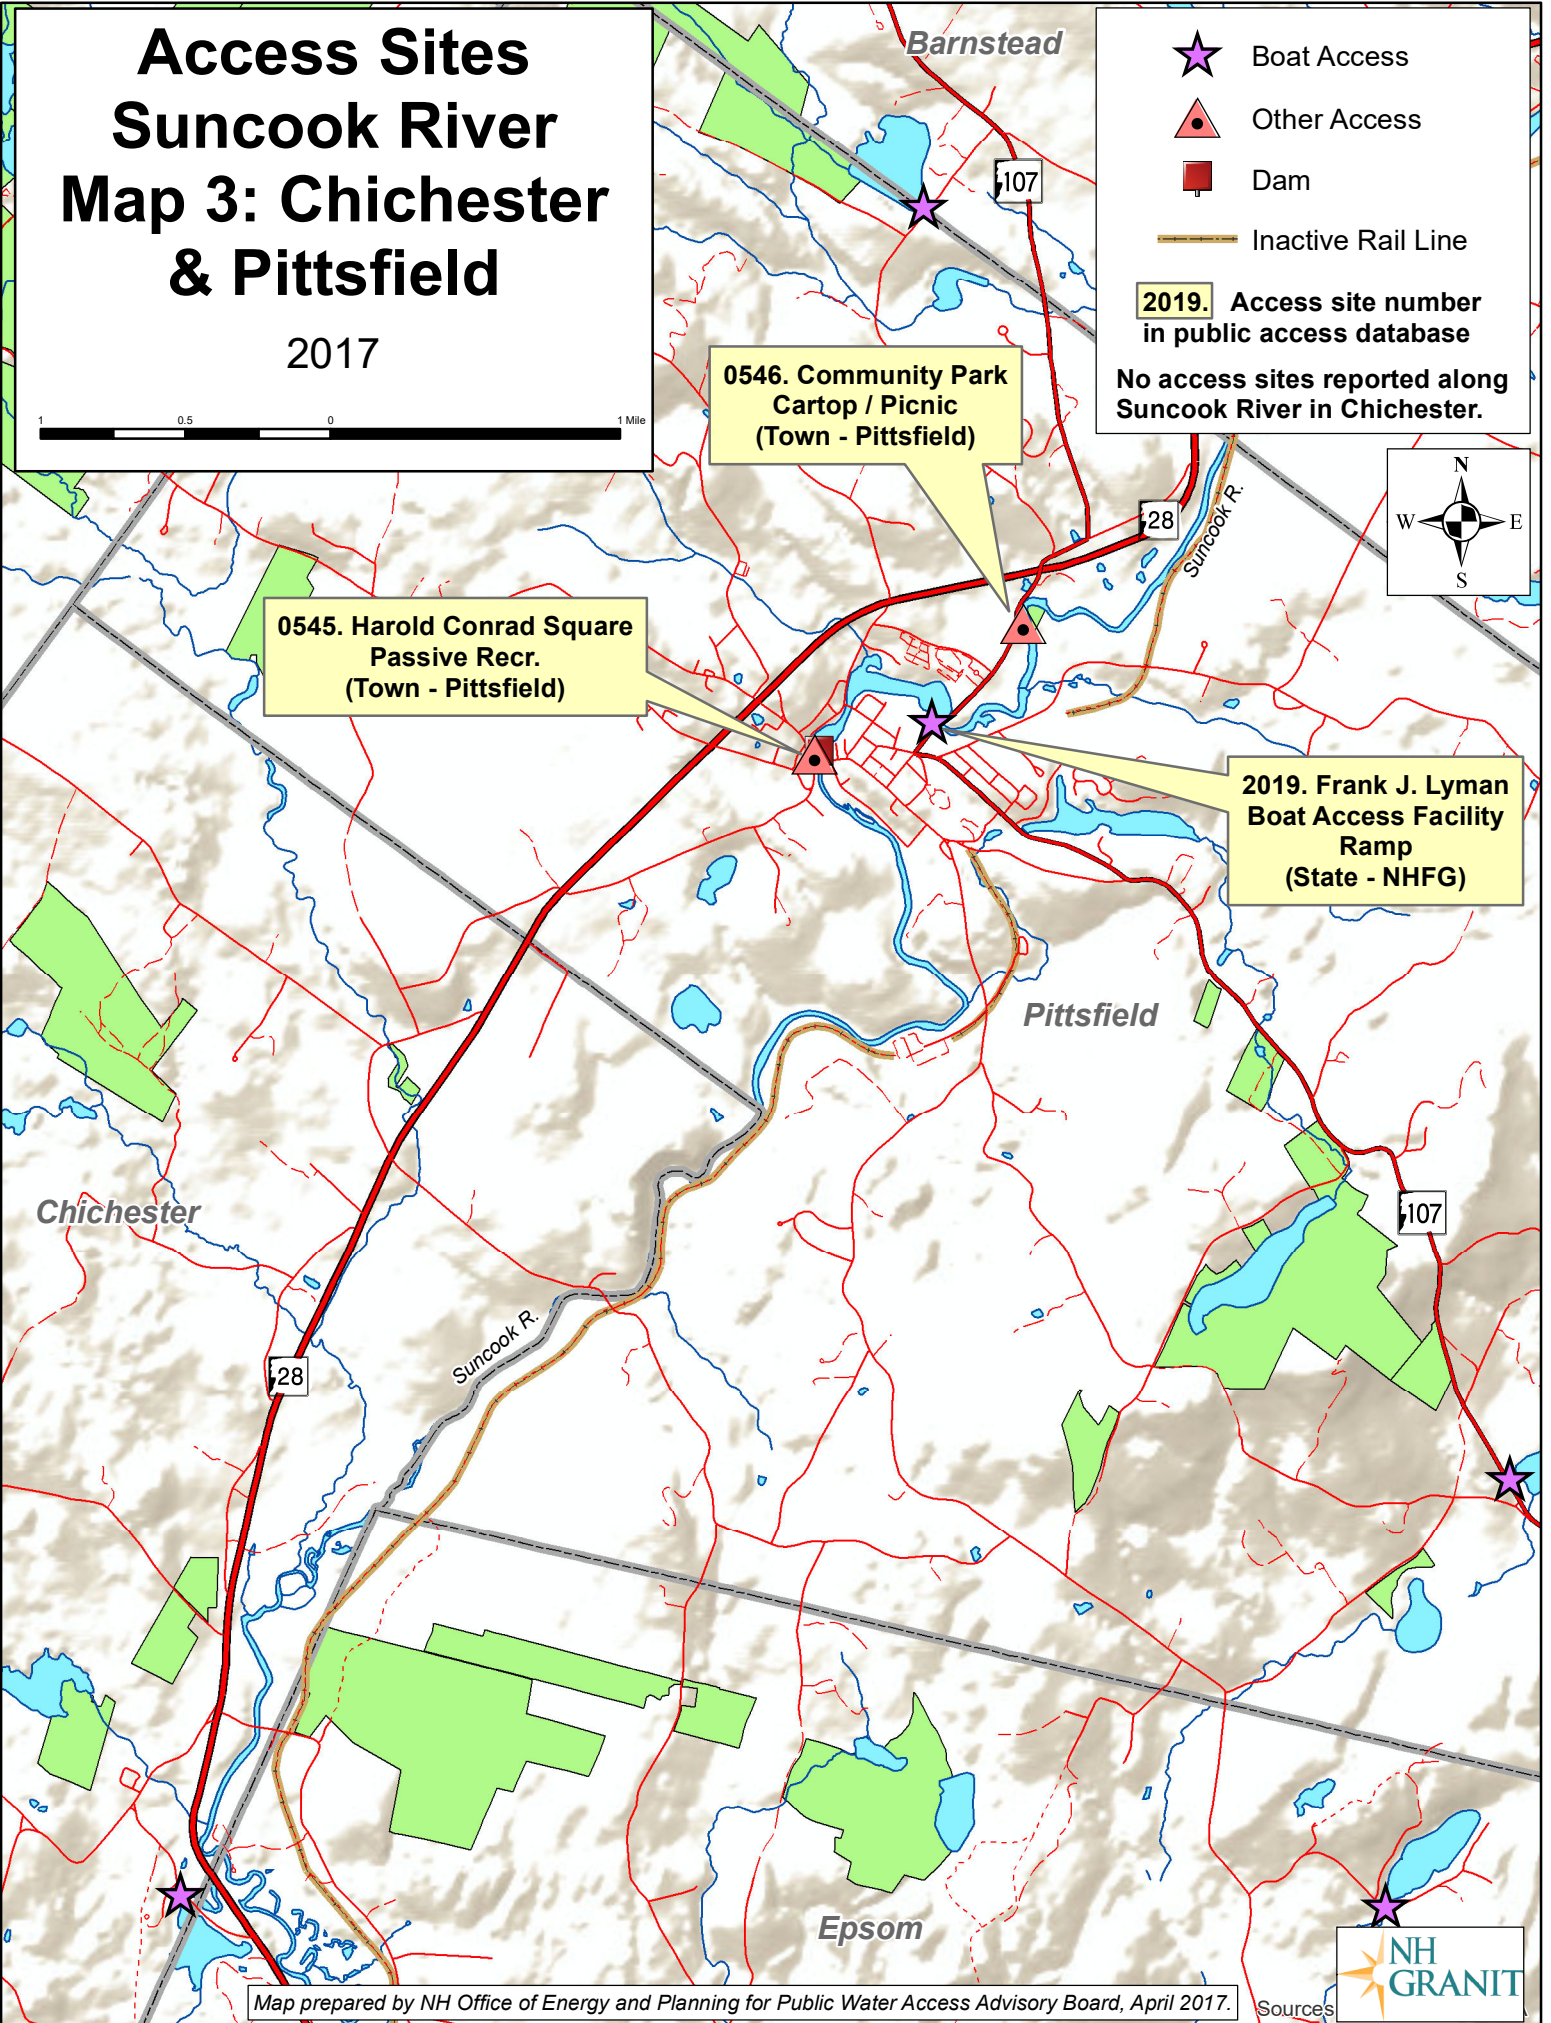 Access Sites
Suncook River
Map 3: Chichester
& Pittsfield
2017
1 0.5 0 1 Mile
Barnstead
Boat Access
Other Access
Dam
Inactive Rail Line
2019. Access site number
in public access database
No access sites reported along
Suncook River in Chichester.
107
0546. Community Park
Cartop / Picnic
(Town - Pittsfield)
N
W E
S
28
Suncook R.
0545. Harold Conrad Square
Passive Recr.
(Town - Pittsfield)
2019. Frank J. Lyman
Boat Access Facility
Ramp
(State - NHFG)
Pittsfield
Chichester
107
Suncook R.
28
Epsom
NH
GRANIT
Map prepared by NH Office of Energy and Planning for Public Water Access Advisory Board, April 2017.
Sources